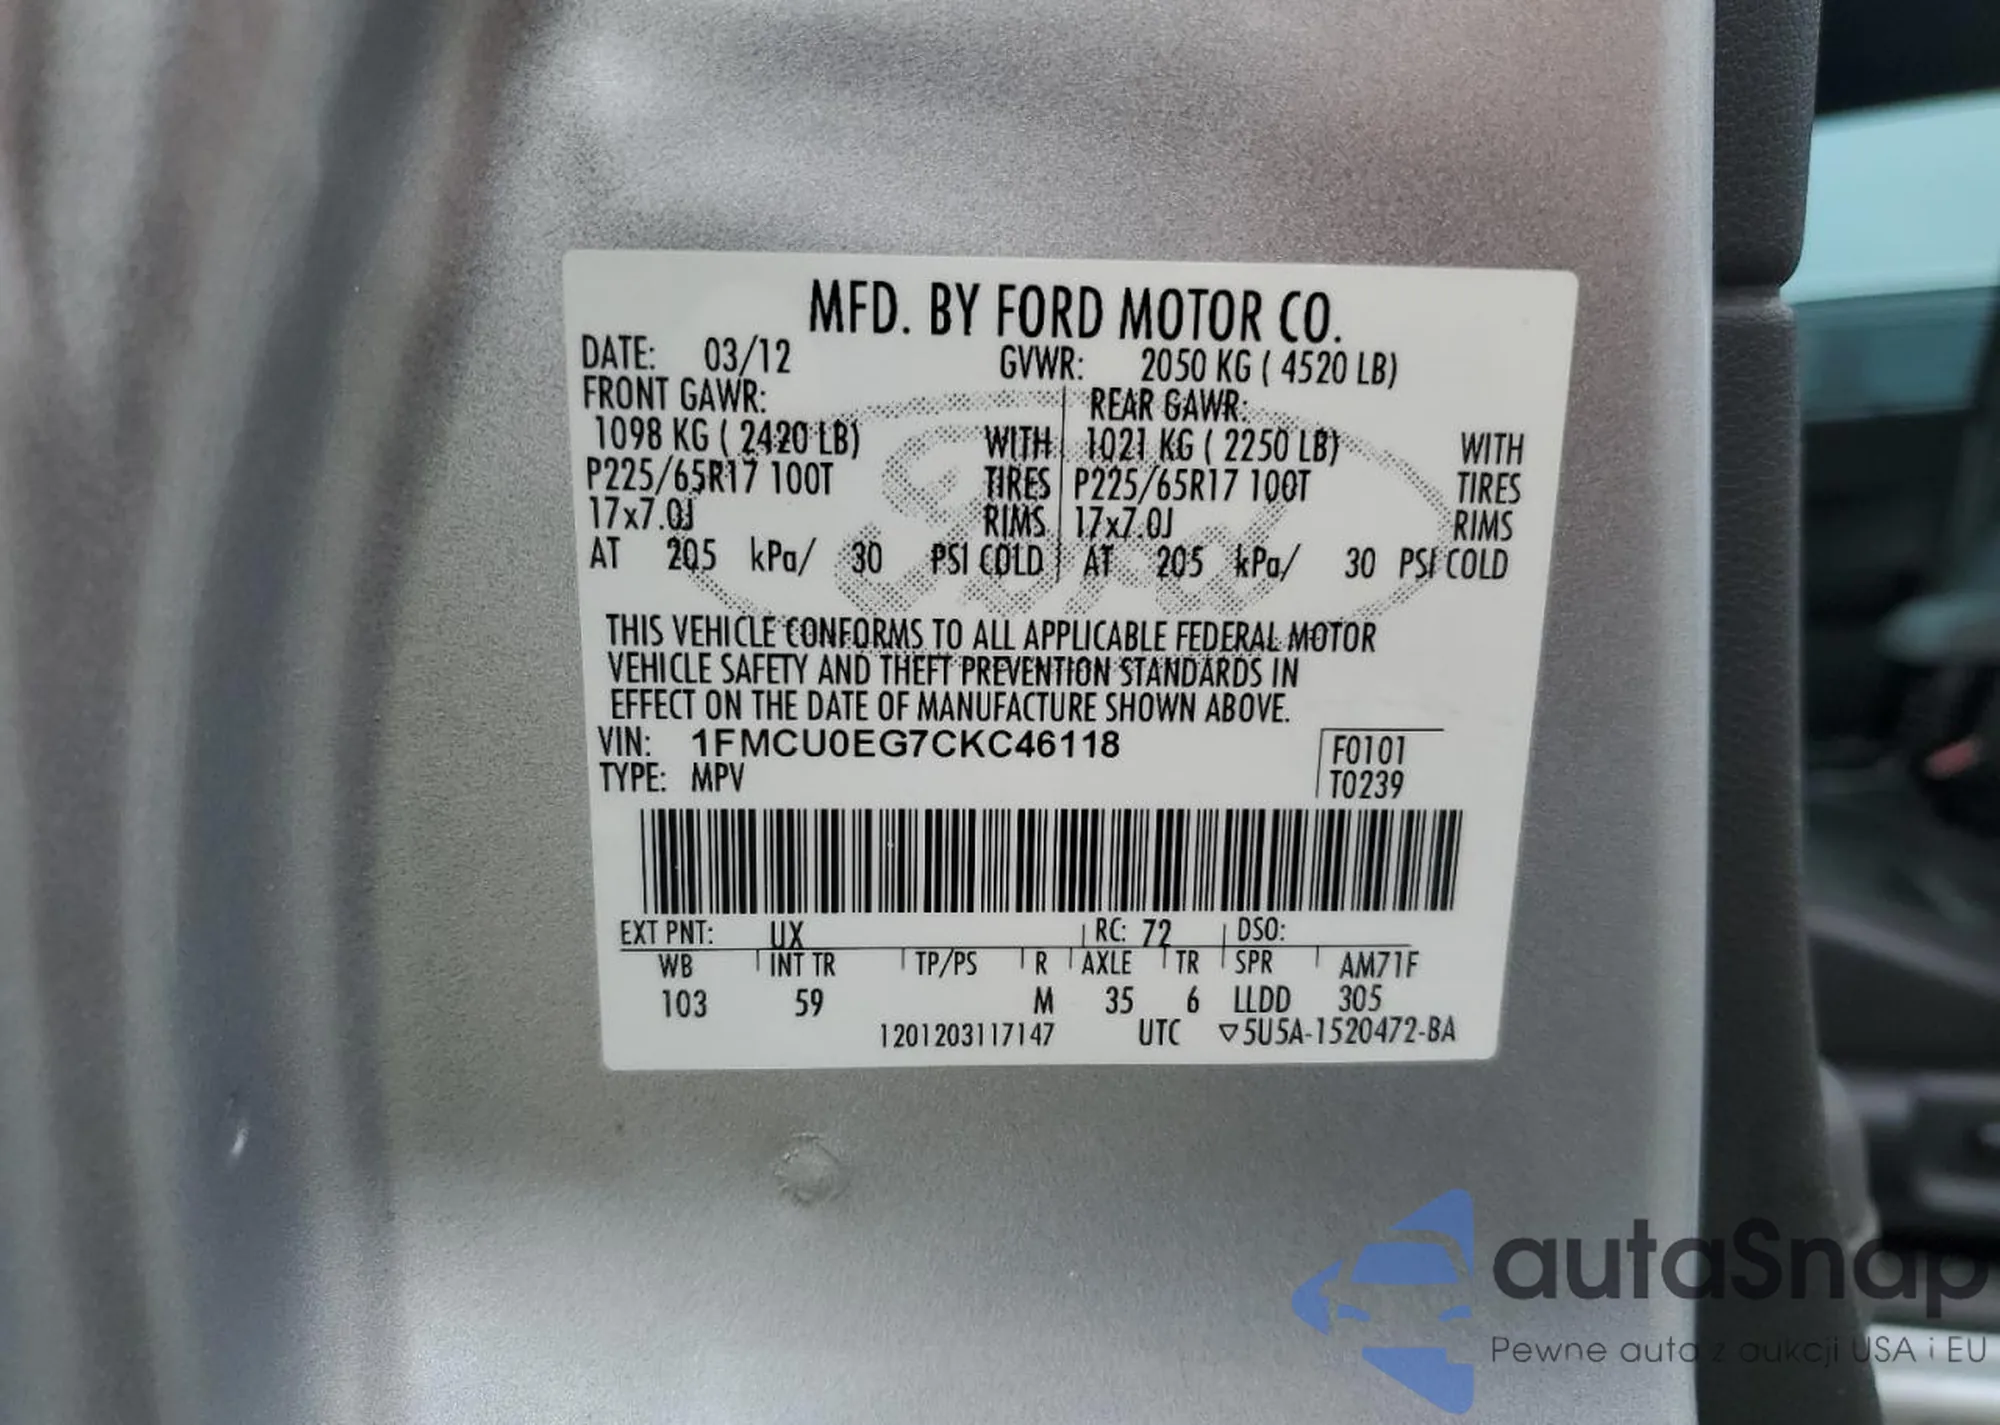 MFD. BY FORD MOTOR CO.
DATE: 03/12 GVWR: 2050 KG ( 4520 LB)
FRONT GAWR: REAR GAWR:
1098 KG ( 2420 LB) WITH 1021 KG ( 2250 LB) WITH
P225/65R17 100T TIRES P225/65R17 100T TIRES
17x7.0J RIMS 17x7.0J RIMS
AT 205 kPa/ 30 PSI COLD AT 205 kPa/ 30 PSI COLD
Ford
THIS VEHICLE CONFORMS TO ALL APPLICABLE FEDERAL MOTOR
VEHICLE SAFETY AND THEFT PREVENTION STANDARDS IN
EFFECT ON THE DATE OF MANUFACTURE SHOWN ABOVE.
VIN: 1FMCU0EG7CKC46118 F0101
TYPE: MPV T0239
EXT PNT: UX RC: 72 DSO:
WB INT TR TP/PS R AXLE TR SPR AM71F
103 59 M 35 6 LLDD 305
1201203117147 UTC ▽5U5A-1520472-BA
autaSnap
Pewne auta z aukcji USA i EU